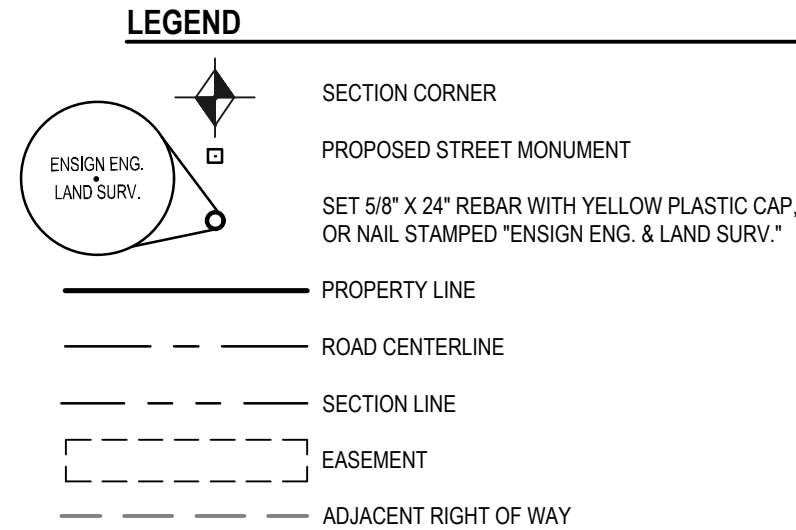 LEGEND
SECTION CORNER
PROPOSED STREET MONUMENT
ENSIGN ENG.
LAND SURV.
SET 5/8" X 24" REBAR WITH YELLOW PLASTIC CAP,
OR NAIL STAMPED "ENSIGN ENG. & LAND SURV."
PROPERTY LINE
ROAD CENTERLINE
SECTION LINE
EASEMENT
ADJACENT RIGHT OF WAY